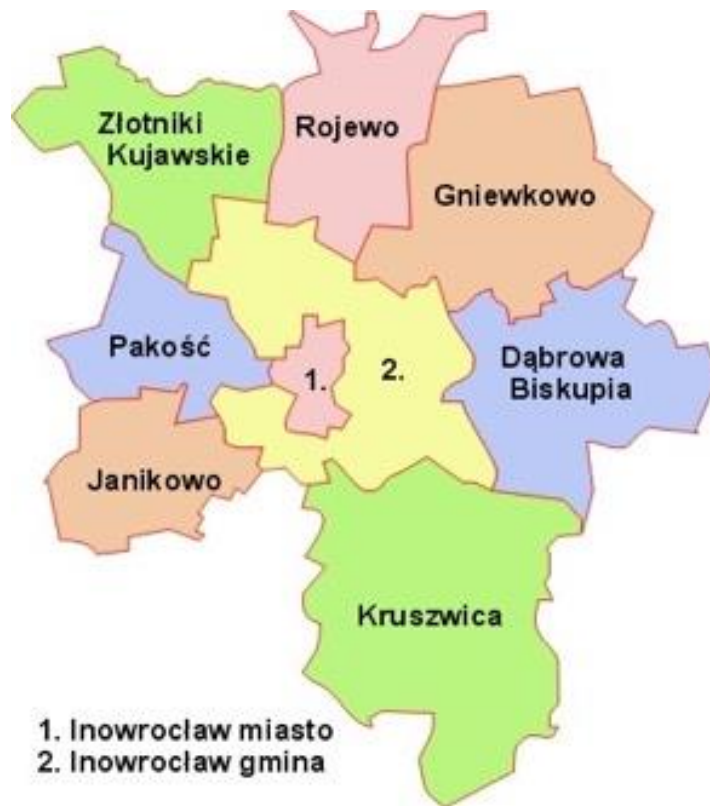 Złotniki
Kujawskie
Rojewo
Gniewkowo
Pakość
1.
2.
Dąbrowa
Biskupia
Janikowo
Kruszwica
1. Inowrocław miasto
2. Inowrocław gmina